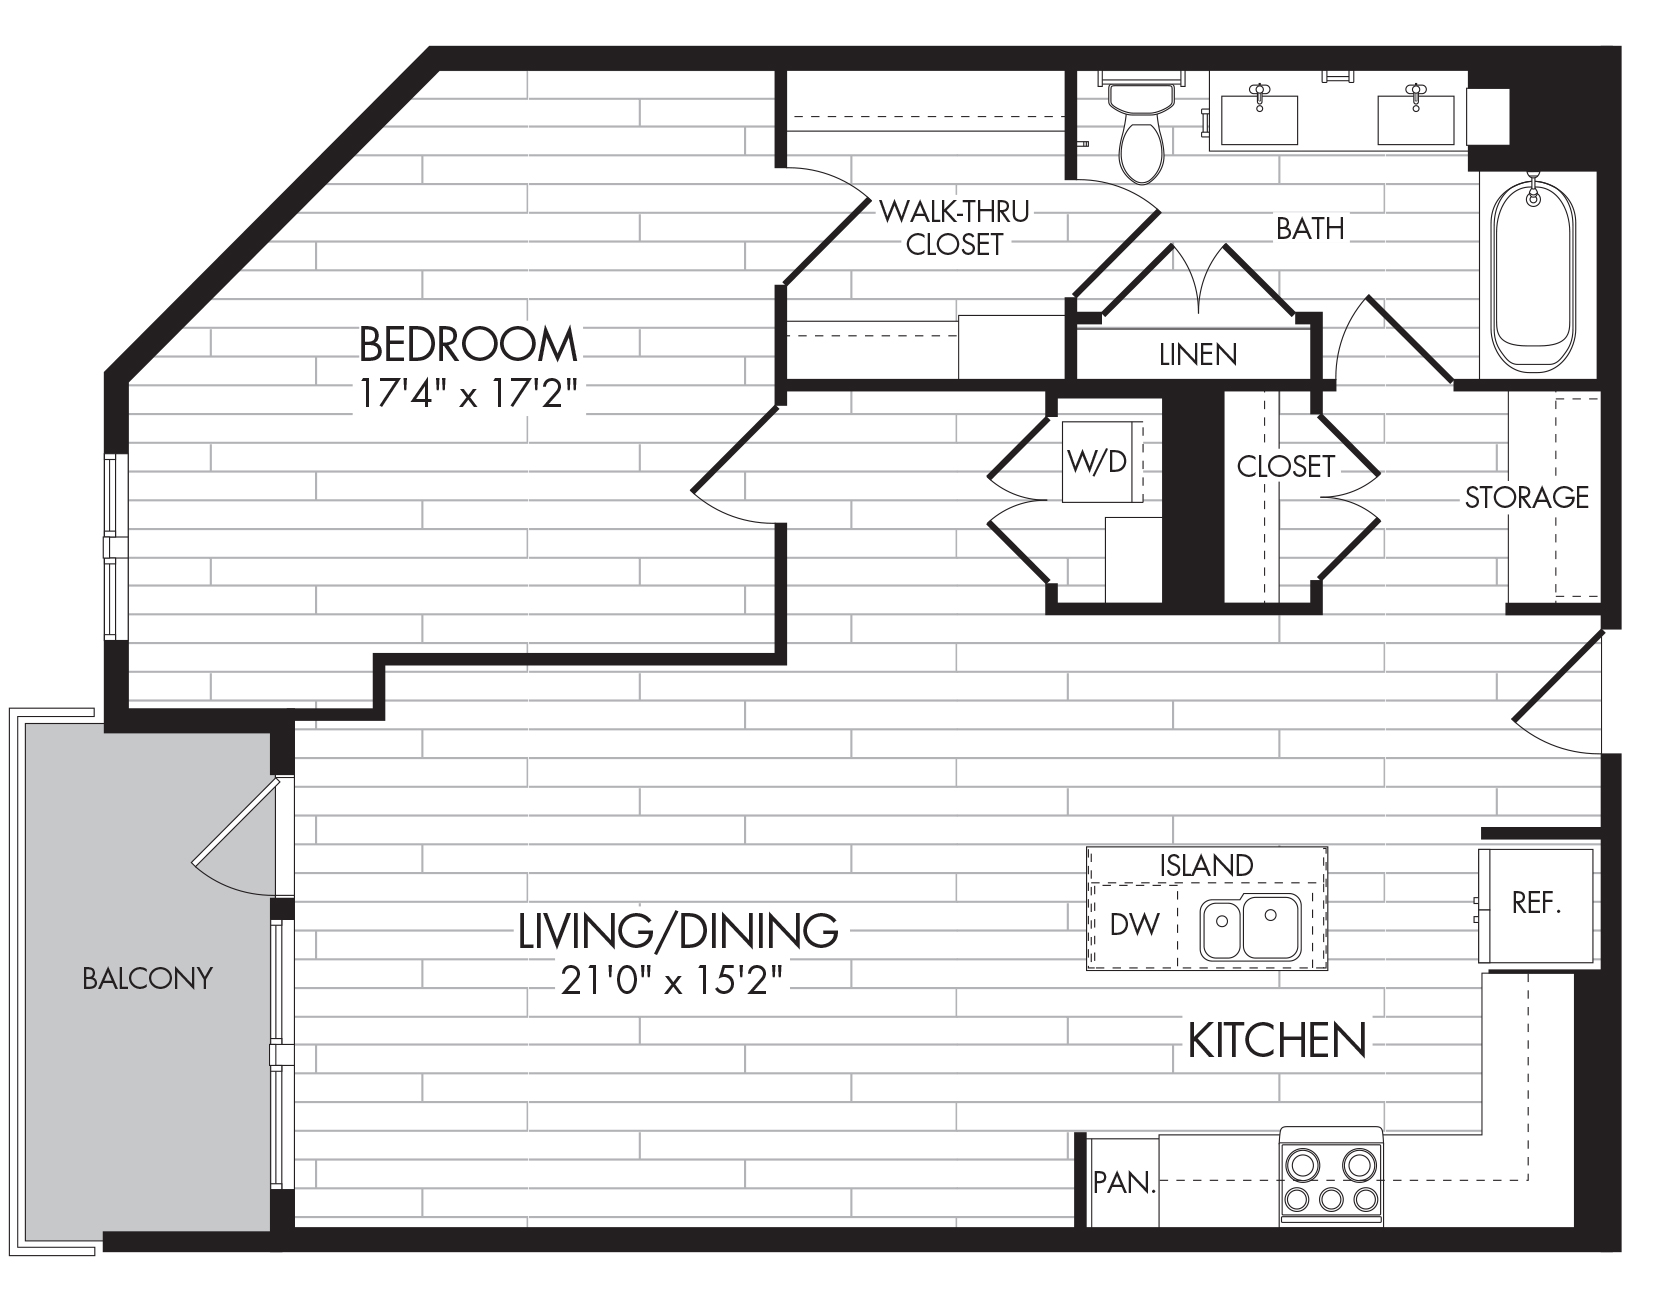 WALK-THRU
CLOSET
BATH
BEDROOM
17'4" x 17'2"
LINEN
W/D
CLOSET
STORAGE
ISLAND
DW
REF.
LIVING/DINING
21'0" x 15'2"
BALCONY
KITCHEN
PAN.